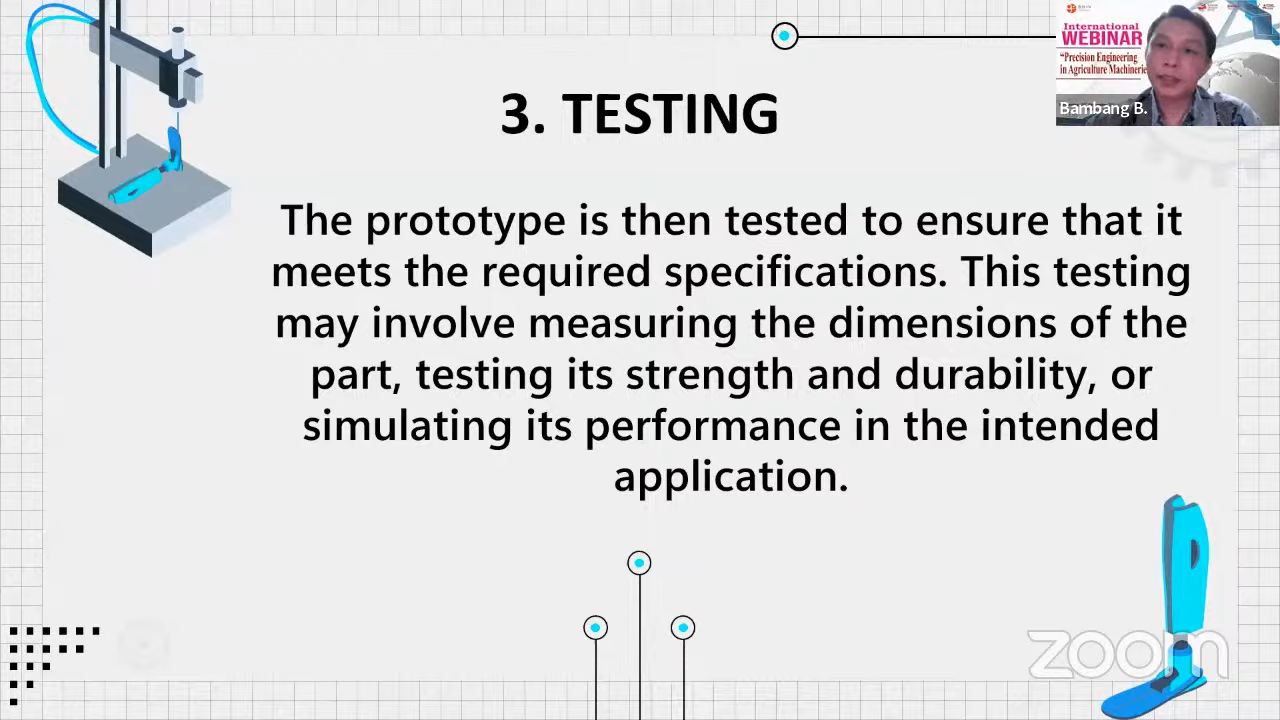 International
WEBINAR
"Precision Engineering
in Agriculture Machinerie
Bambang B.
3. TESTING
The prototype is then tested to ensure that it
meets the required specifications. This testing
may involve measuring the dimensions of the
part, testing its strength and durability, or
simulating its performance in the intended
application.
zoom